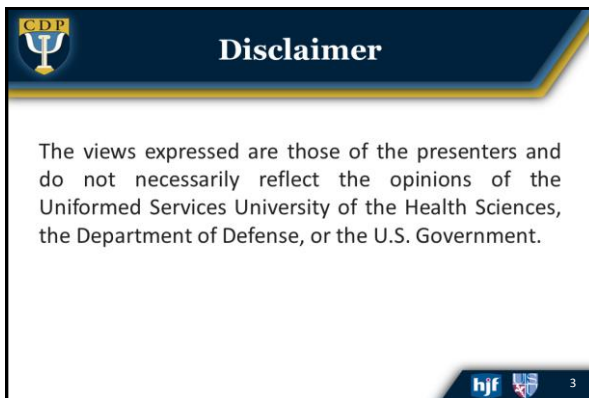 CDP
Disclaimer
The views expressed are those of the presenters and
do not necessarily reflect the opinions of the
Uniformed Services University of the Health Sciences,
the Department of Defense, or the U.S. Government.
hjf
3